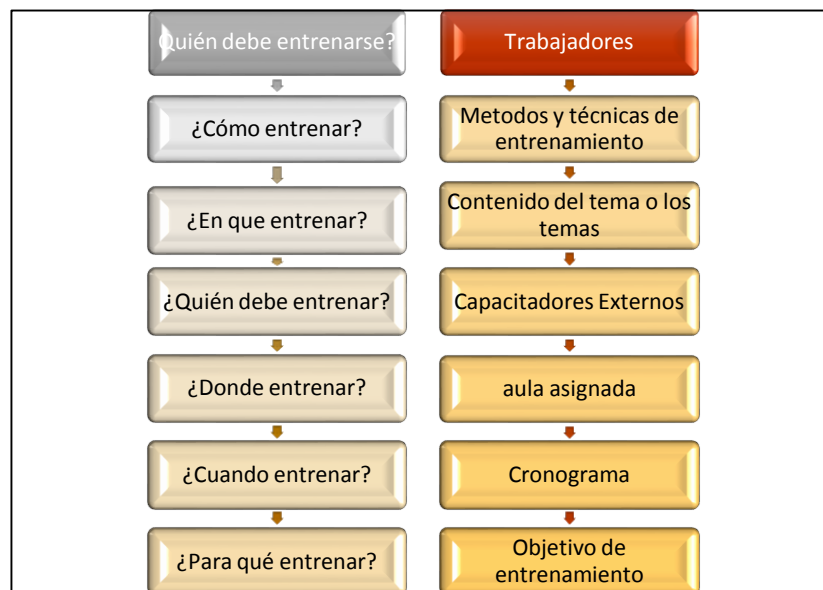 Quién debe entrenarse?
Trabajadores
¿Cómo entrenar?
Metodos y técnicas de
entrenamiento
¿En que entrenar?
Contenido del tema o los
temas
¿Quién debe entrenar?
Capacitadores Externos
¿Donde entrenar?
aula asignada
¿Cuando entrenar?
Cronograma
¿Para qué entrenar?
Objetivo de
entrenamiento